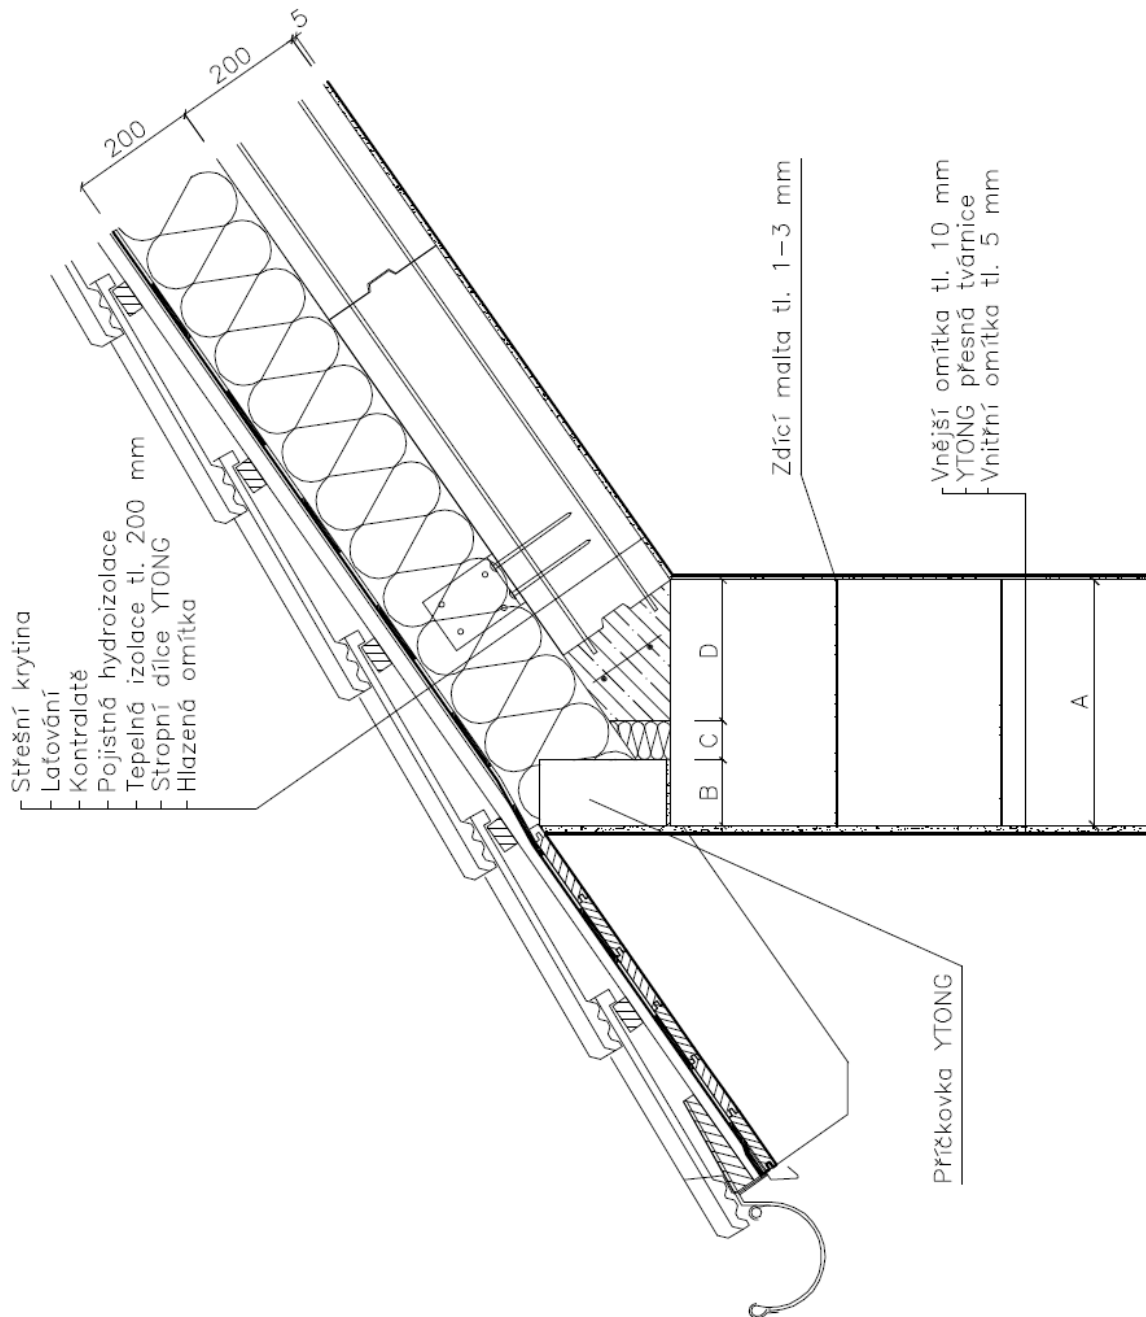 5
200
200
Střešní krytina
Laťování
Kontralatě
Pojistná hydroizolace
Tepelná izolace tl. 200 mm
Stropní dílce YTONG
Hlazená omítka
Zdící malta tl. 1-3 mm
Vnější omítka tl. 10 mm
YTONG přesná tvárnice
Vnitřní omítka tl. 5 mm
D
C
B
A
Příčkovka YTONG